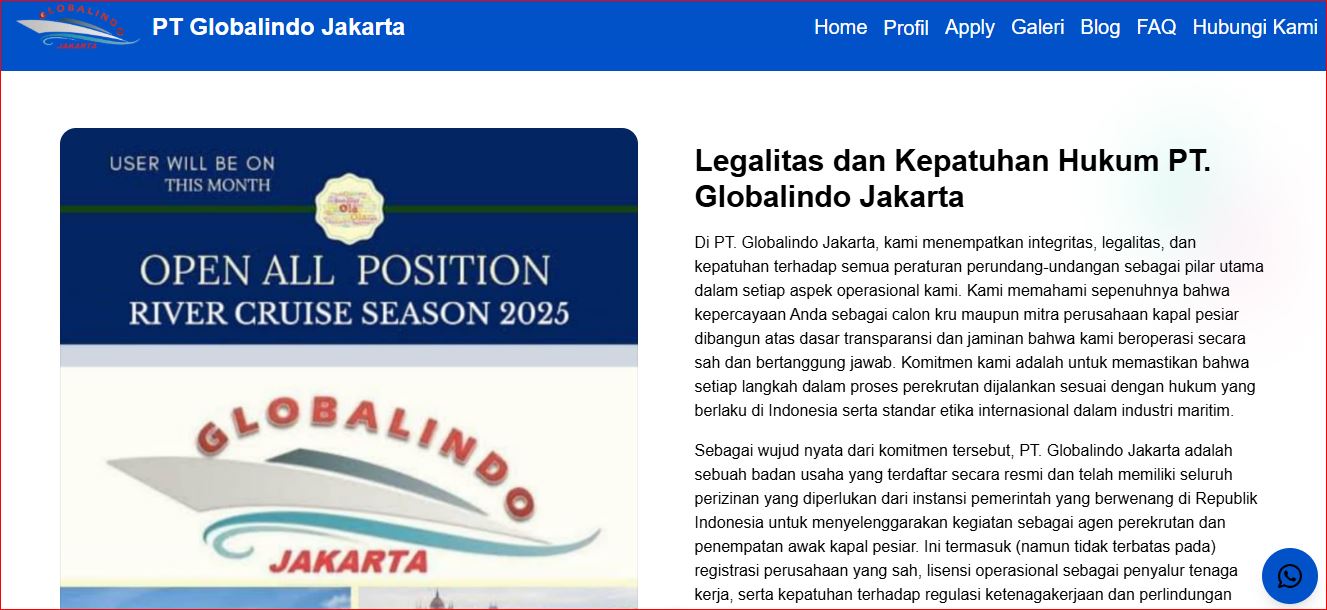 GLOBALINDO
JAKARTA
PT Globalindo Jakarta
Home Profil Apply Galeri Blog FAQ Hubungi Kami
USER WILL BE ON
THIS MONTH
Ola
OPEN ALL POSITION
RIVER CRUISE SEASON 2025
GLOBALINDO
JAKARTA
Legalitas dan Kepatuhan Hukum PT.
Globalindo Jakarta
Di PT. Globalindo Jakarta, kami menempatkan integritas, legalitas, dan
kepatuhan terhadap semua peraturan perundang-undangan sebagai pilar utama
dalam setiap aspek operasional kami. Kami memahami sepenuhnya bahwa
kepercayaan Anda sebagai calon kru maupun mitra perusahaan kapal pesiar
dibangun atas dasar transparansi dan jaminan bahwa kami beroperasi secara
sah dan bertanggung jawab. Komitmen kami adalah untuk memastikan bahwa
setiap langkah dalam proses perekrutan dijalankan sesuai dengan hukum yang
berlaku di Indonesia serta standar etika internasional dalam industri maritim.
Sebagai wujud nyata dari komitmen tersebut, PT. Globalindo Jakarta adalah
sebuah badan usaha yang terdaftar secara resmi dan telah memiliki seluruh
perizinan yang diperlukan dari instansi pemerintah yang berwenang di Republik
Indonesia untuk menyelenggarakan kegiatan sebagai agen perekrutan dan
penempatan awak kapal pesiar. Ini termasuk (namun tidak terbatas pada)
registrasi perusahaan yang sah, lisensi operasional sebagai penyalur tenaga
kerja, serta kepatuhan terhadap regulasi ketenagakerjaan dan perlindungan